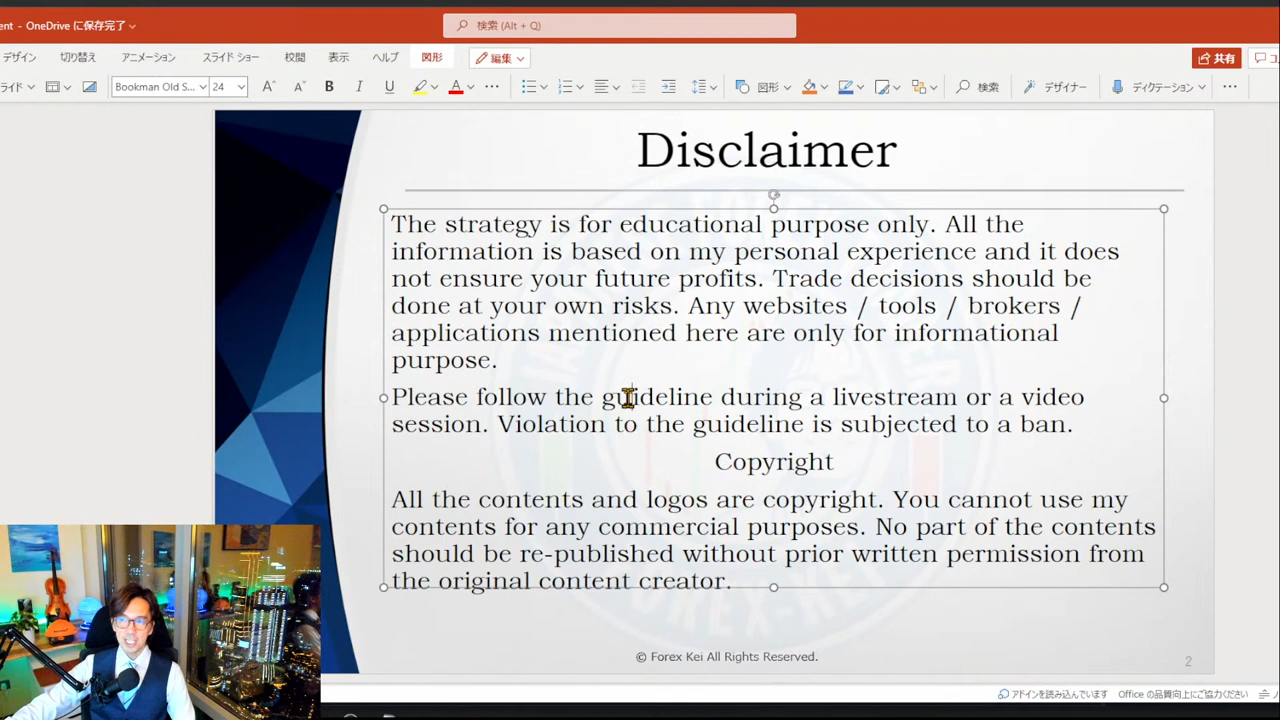 ent - OneDrive に保存完了
検索 (Alt + Q)
デザイン 切り替え アニメーション スライド ショー 校閲 表示 ヘルプ 図形 編集 共有
Bookman Old S... 24 A A B I U A 図形 検索 デザイナー ディクテーション
Disclaimer
The strategy is for educational purpose only. All the
information is based on my personal experience and it does
not ensure your future profits. Trade decisions should be
done at your own risks. Any websites / tools / brokers /
applications mentioned here are only for informational
purpose.
Please follow the guideline during a livestream or a video
session. Violation to the guideline is subjected to a ban.
Copyright
All the contents and logos are copyright. You cannot use my
contents for any commercial purposes. No part of the contents
should be re-published without prior written permission from
the original content creator.
© Forex Kei All Rights Reserved.
2
アドインを読み込んでいます Office の品質向上にご協力ください